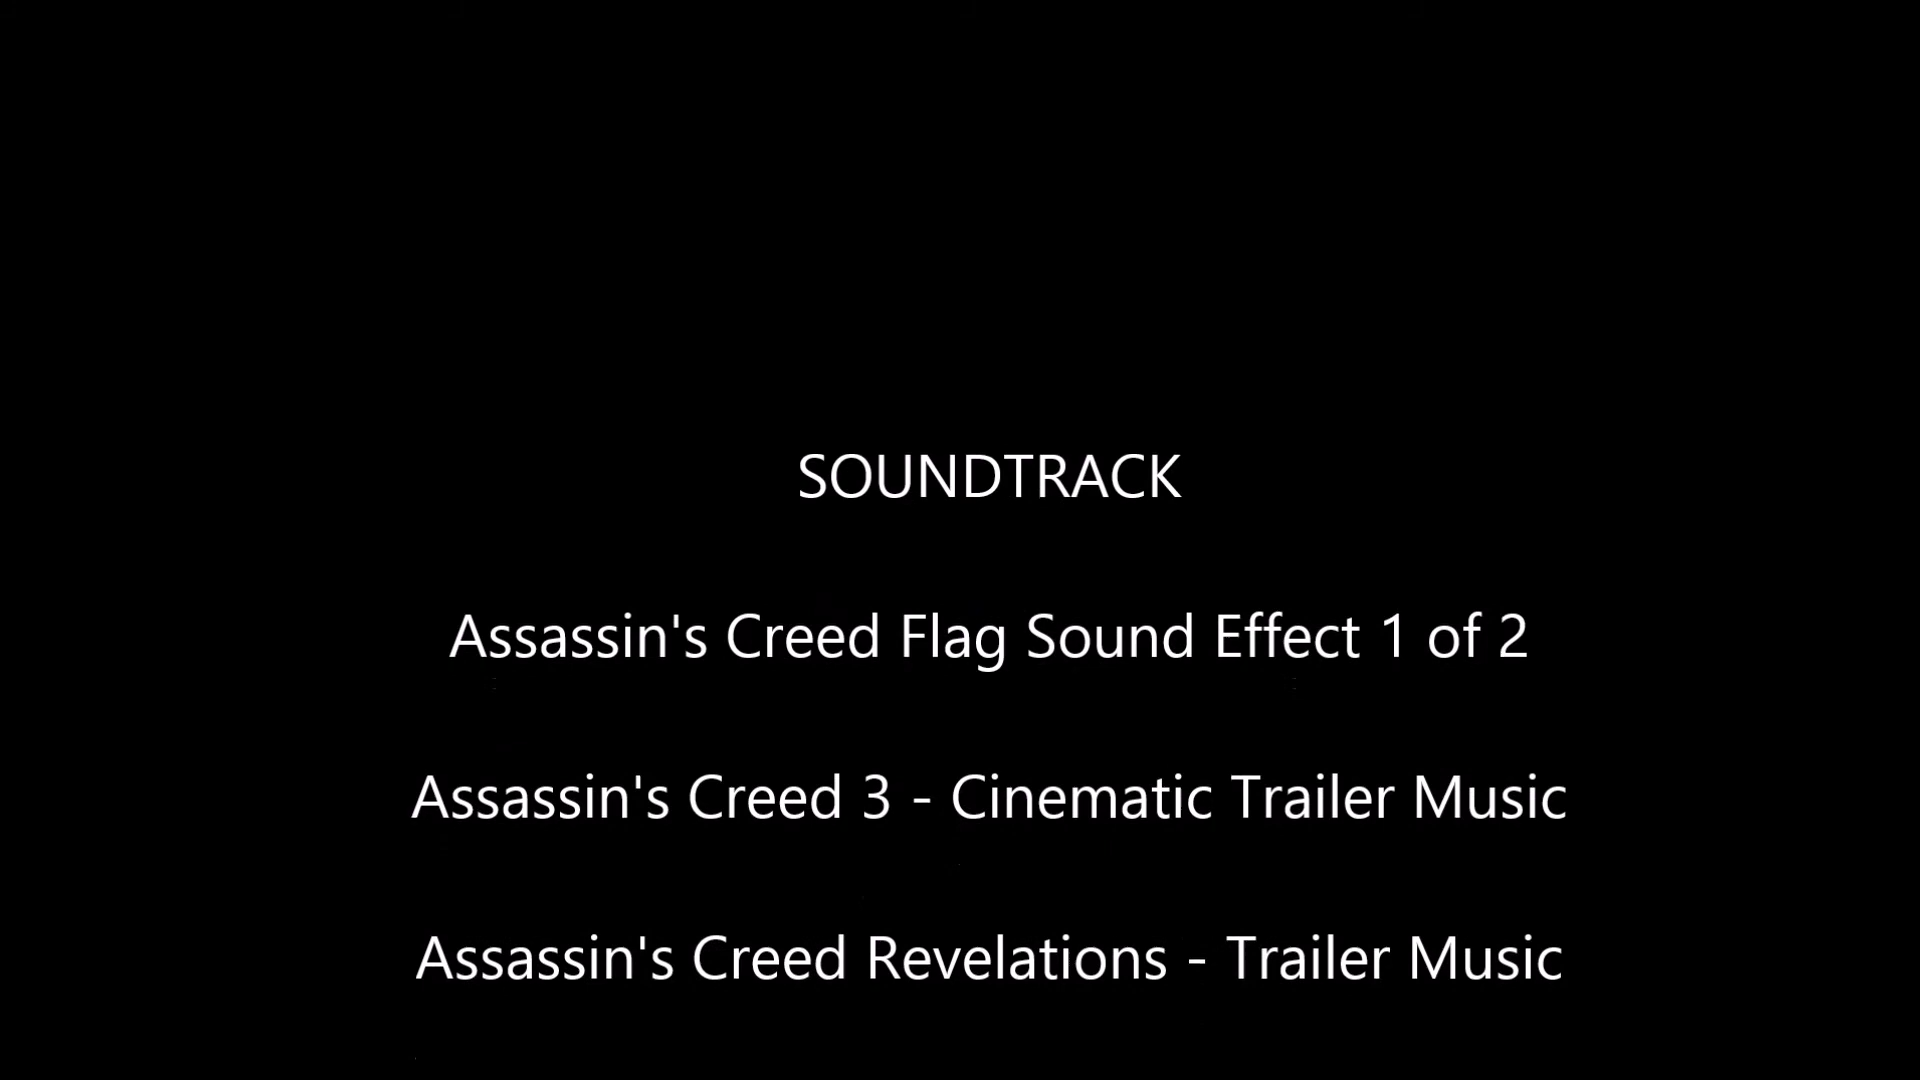 SOUNDTRACK
Assassin's Creed Flag Sound Effect 1 of 2
Assassin's Creed 3 - Cinematic Trailer Music
Assassin's Creed Revelations - Trailer Music